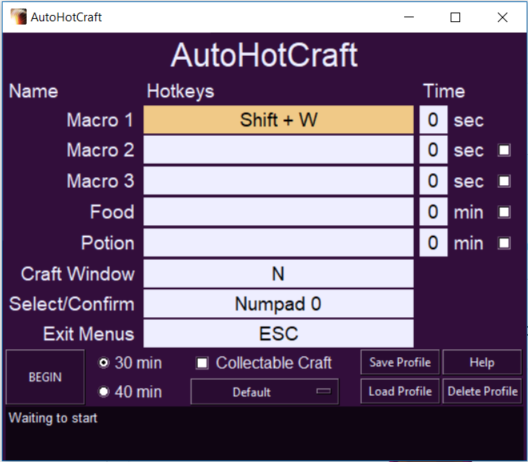 AutoHotCraft
AutoHotCraft
Name Hotkeys Time
Macro 1 Shift + W 0 sec
Macro 2 0 sec
Macro 3 0 sec
Food 0 min
Potion 0 min
Craft Window N
Select/Confirm Numpad 0
Exit Menus ESC
BEGIN 30 min Collectable Craft Save Profile Help
40 min Default Load Profile Delete Profile
Waiting to start